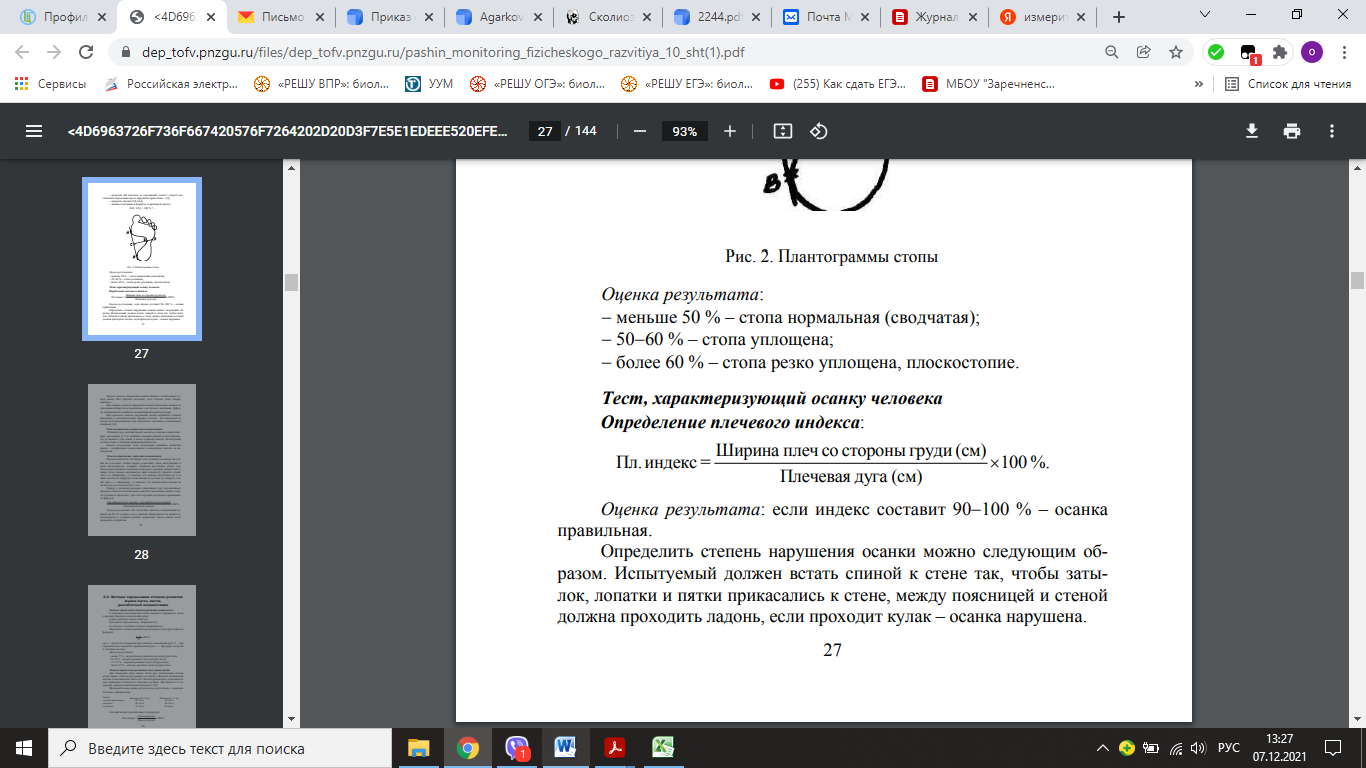 Профил
<4D696:
Письмо
Приказ
Agarkov
Сколиоз
2244.pd
Почта М
Журнал
измерит
dep_tofv.pnzgu.ru/files/dep_tofv.pnzgu.ru/pashin_monitoring_fizicheskogo_razvitiya_10_sht(1).pdf
Сервисы
Российская электр...
«РЕШУ ВПР»: биол...
УУМ
«РЕШУ ОГЭ»: биол...
«РЕШУ ЕГЭ»: биол...
(255) Как сдать ЕГЭ...
МБОУ "Заречненс...
Список для чтения
<4D6963726F736F667420576F7264202D20D3F7E5E1EDEEE520EFE...
27 / 144
93%
27
28
В
Рис. 2. Плантограммы стопы
Оценка результата:
– меньше 50 % – стопа нормальная (сводчатая);
– 50–60 % – стопа уплощена;
– более 60 % – стопа резко уплощена, плоскостопие.
Тест, характеризующий осанку человека
Определение плечевого индекса:
Пл. индекс = Ширина плеч со стороны груди (см)
Плечевая дуга (см)
×100 %.
Оценка результата: если индекс составит 90–100 % – осанка
правильная.
Определить степень нарушения осанки можно следующим об-
разом. Испытуемый должен встать спиной к стене так, чтобы заты-
лок, лопатки и пятки прикасались к стене, между поясницей и стеной
должна проходить ладонь, если проходит кулак – осанка нарушена.
27
Введите здесь текст для поиска
РУС
13:27
07.12.2021